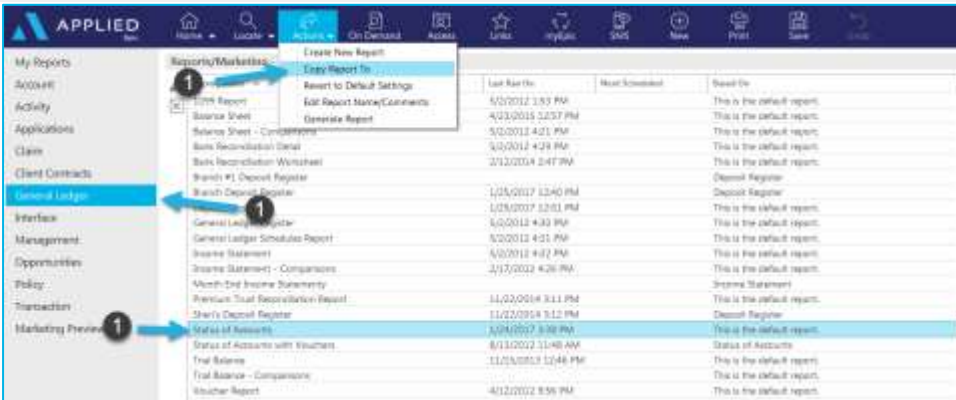 APPLIED
Home
Locate
Actions
On Demand
Access
Links
myEpic
SMS
New
Print
Save
My Reports
Account
Activity
Applications
Claim
Client Contracts
General Ledger
Interface
Management
Opportunities
Policy
Transaction
Marketing Preview
Reports/Marketing
Create New Report
Copy Report To
Revert to Default Settings
Edit Report Name/Comments
Generate Report
1
1
1
Last Run On Next Scheduled Based On
1099 Report 5/2/2012 1:53 PM This is the default report.
Balance Sheet 4/23/2015 12:57 PM This is the default report.
Balance Sheet - Comparisons 5/2/2012 4:21 PM This is the default report.
Bank Reconciliation Detail 5/2/2012 4:29 PM This is the default report.
Bank Reconciliation Worksheet 2/12/2014 2:47 PM This is the default report.
Branch #1 Deposit Register Deposit Register
Branch Deposit Register 1/25/2017 12:40 PM This is the default report.
1/25/2017 12:01 PM This is the default report.
General Ledger Register 5/2/2012 4:33 PM This is the default report.
General Ledger Schedules Report 5/2/2012 4:31 PM This is the default report.
Income Statement 5/2/2012 4:32 PM This is the default report.
Income Statement - Comparisons 2/17/2012 4:26 PM This is the default report.
Month End Income Statements Income Statement
Premium Trust Reconciliation Report 11/22/2014 3:11 PM This is the default report.
Sheri's Deposit Register 11/22/2014 3:12 PM Deposit Register
Status of Accounts 1/24/2017 3:30 PM This is the default report.
Status of Accounts with Vouchers 8/13/2012 11:48 AM Status of Accounts
Trial Balance 11/15/2013 12:46 PM This is the default report.
Trial Balance - Comparisons This is the default report.
Voucher Report 4/12/2012 9:56 PM This is the default report.